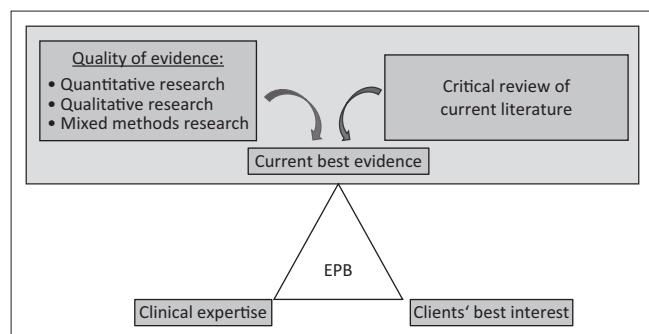 Quality of evidence:
• Quantitative research
• Qualitative research
• Mixed methods research
Critical review of
current literature
Current best evidence
EPB
Clinical expertise
Clients‘ best interest